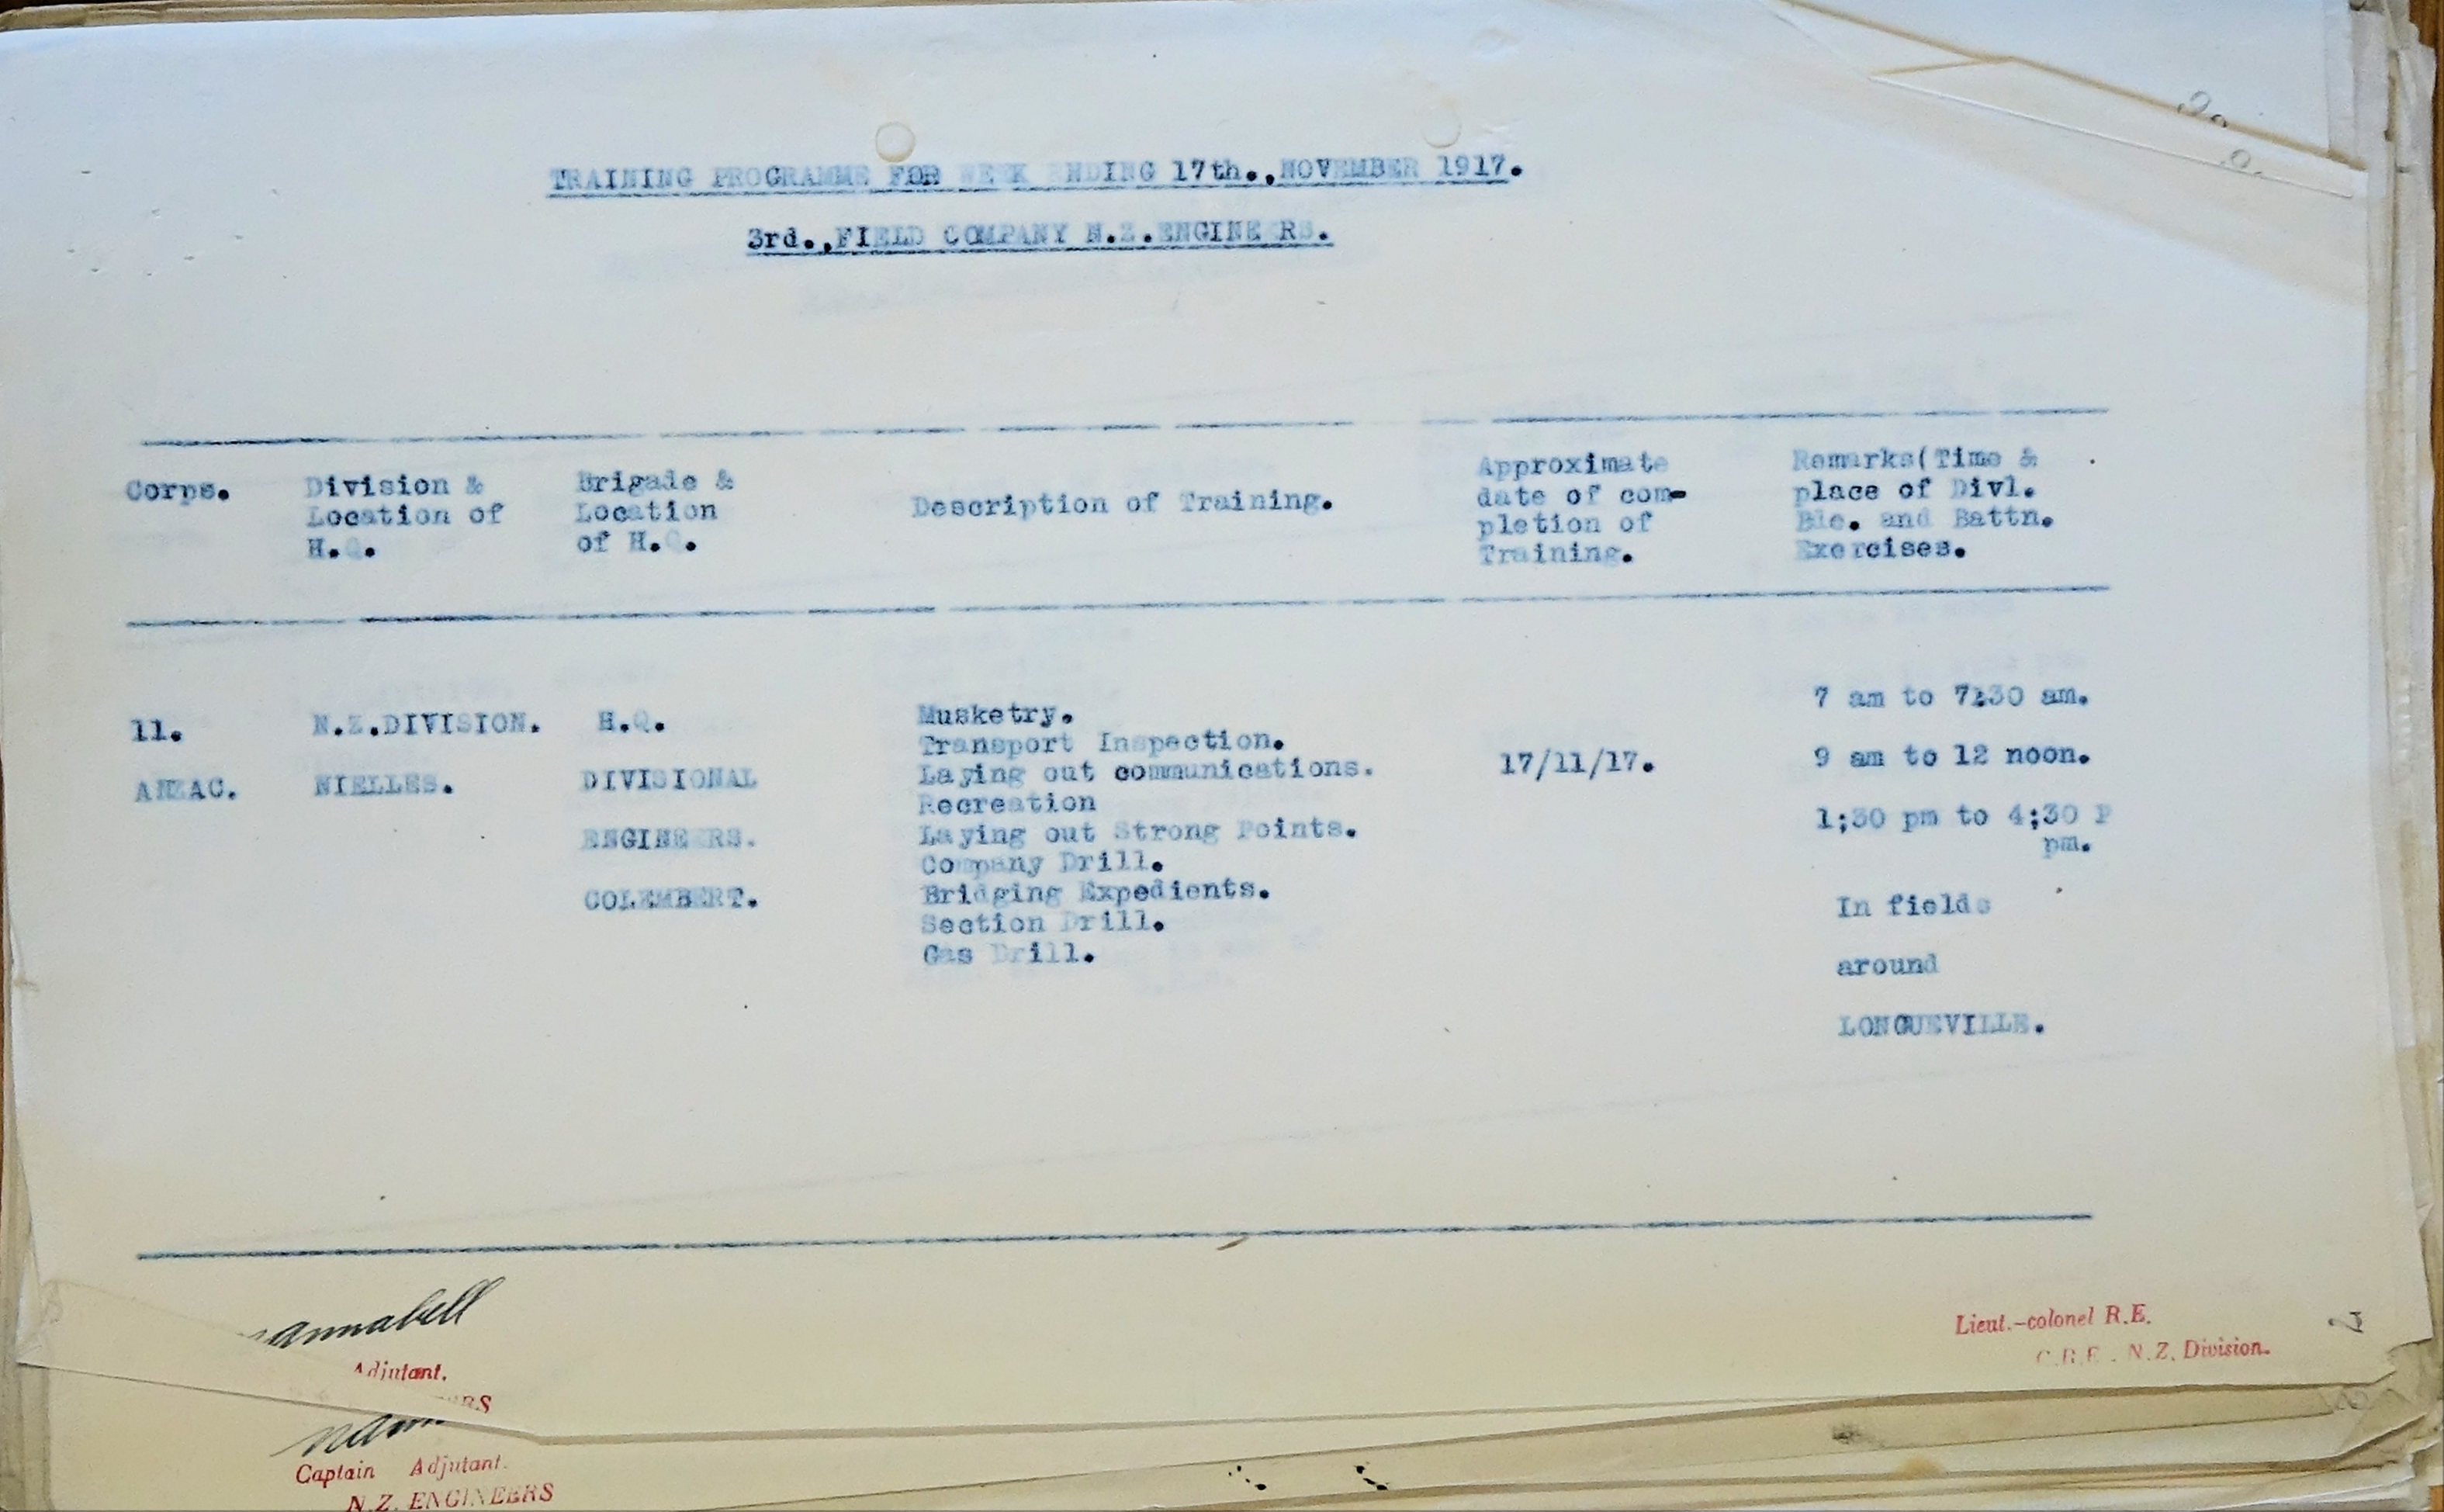 TRAINING PROGRAMME FOR WEEK ENDING 17th.,NOVEMBER 1917.
3rd.,FIELD COMPANY N.Z.ENGINEERS.
Corps.
Division &
Location of
H.Q.
Brigade &
Location
of H.Q.
Description of Training.
Approximate
date of com-
pletion of
Training.
Remarks(Time &
place of Divl.
Bde. and Battn.
Exercises.
11.
ANZAC.
N.Z.DIVISION.
NIELLES.
H.Q.
DIVISIONAL
ENGINEERS.
COLEMBERT.
Musketry.
Transport Inspection.
Laying out communications.
Recreation
Laying out Strong Points.
Company Drill.
Bridging Expedients.
Section Drill.
Gas Drill.
17/11/17.
7 am to 7:30 am.
9 am to 12 noon.
1;30 pm to 4;30 P
pm.
In fields
around
LONGUEVILLE.
annabell
Adjutant.
Captain Adjutant.
N.Z. ENGINEERS
Lieut.-colonel R.E.
C.R.E. N.Z. Division.